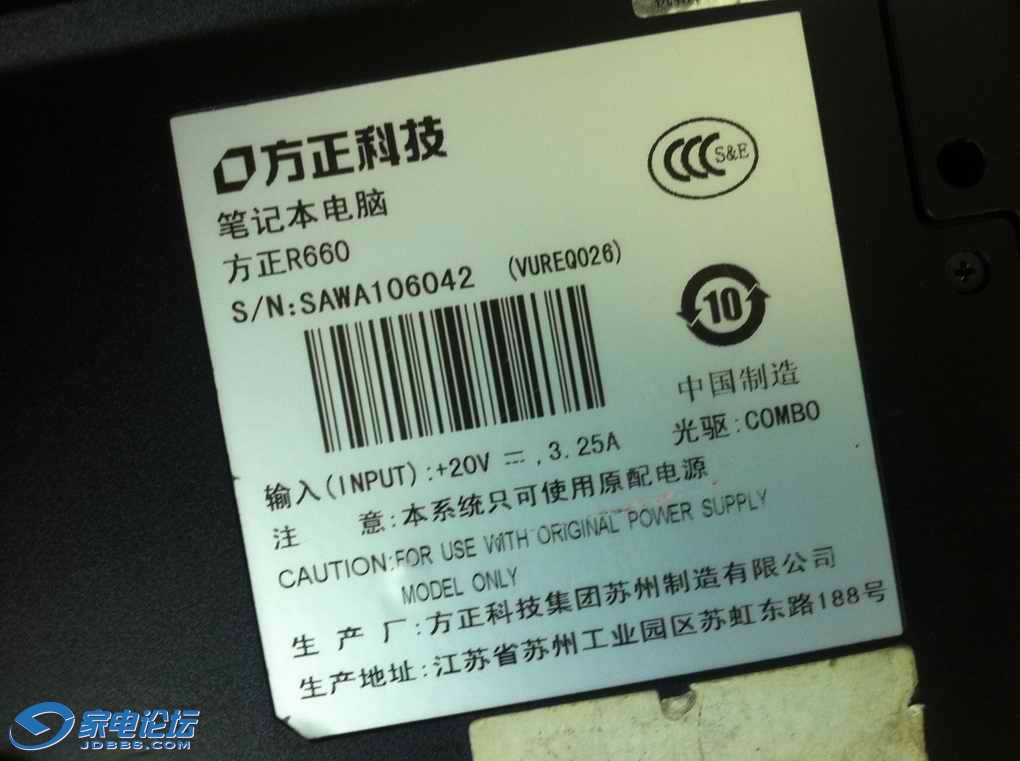 方正科技
笔记本电脑
方正R660
S/N:SAWA106042 (VUREQ026)
CCC S&E
10
中国制造
光驱:COMBO
输入(INPUT):+20V ⎓,3.25A
注 意:本系统只可使用原配电源
CAUTION:FOR USE WITH ORIGINAL POWER SUPPLY
MODEL ONLY
生 产 厂:方正科技集团苏州制造有限公司
生产地址:江苏省苏州工业园区苏虹东路188号
家电论坛
JDBBS.COM